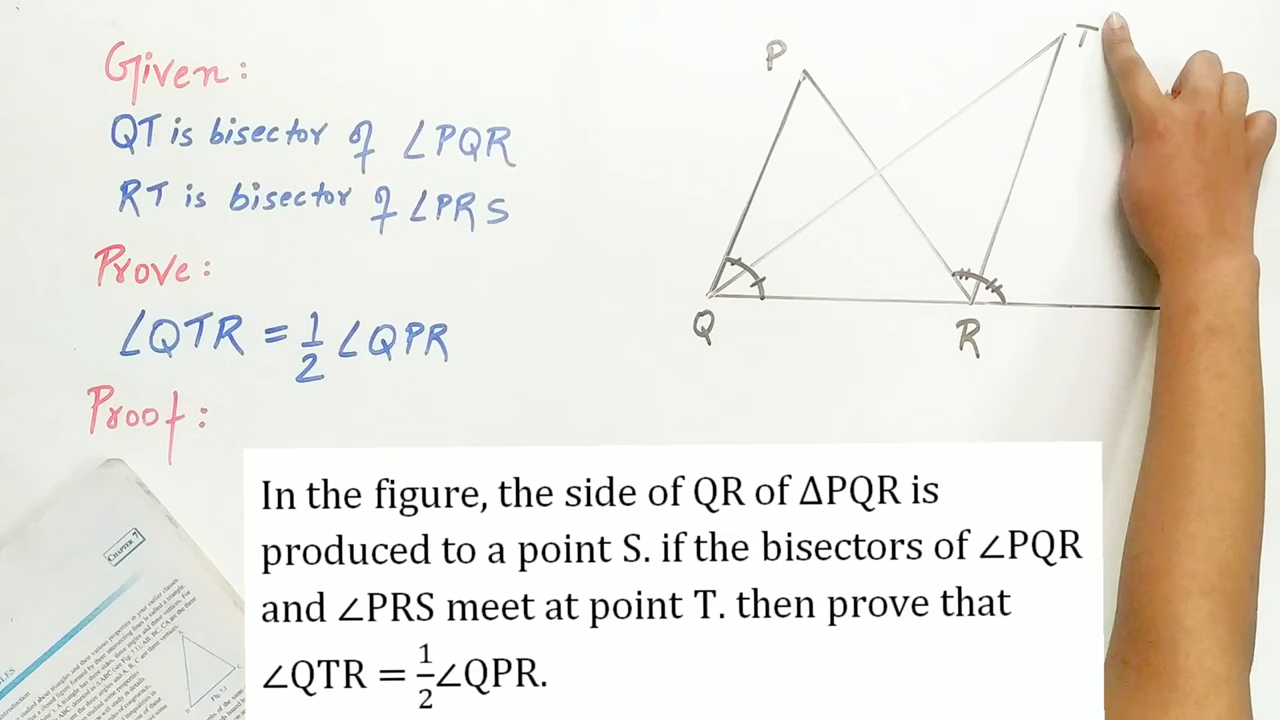 Given:
QT is bisector of ∠PQR
RT is bisector of ∠PRS
Prove:
∠QTR = 1/2 ∠QPR
Proof:
P
T
Q
R
In the figure, the side of QR of ΔPQR is
produced to a point S. if the bisectors of ∠PQR
and ∠PRS meet at point T. then prove that
∠QTR = 1/2 ∠QPR.
CHAPTER 7